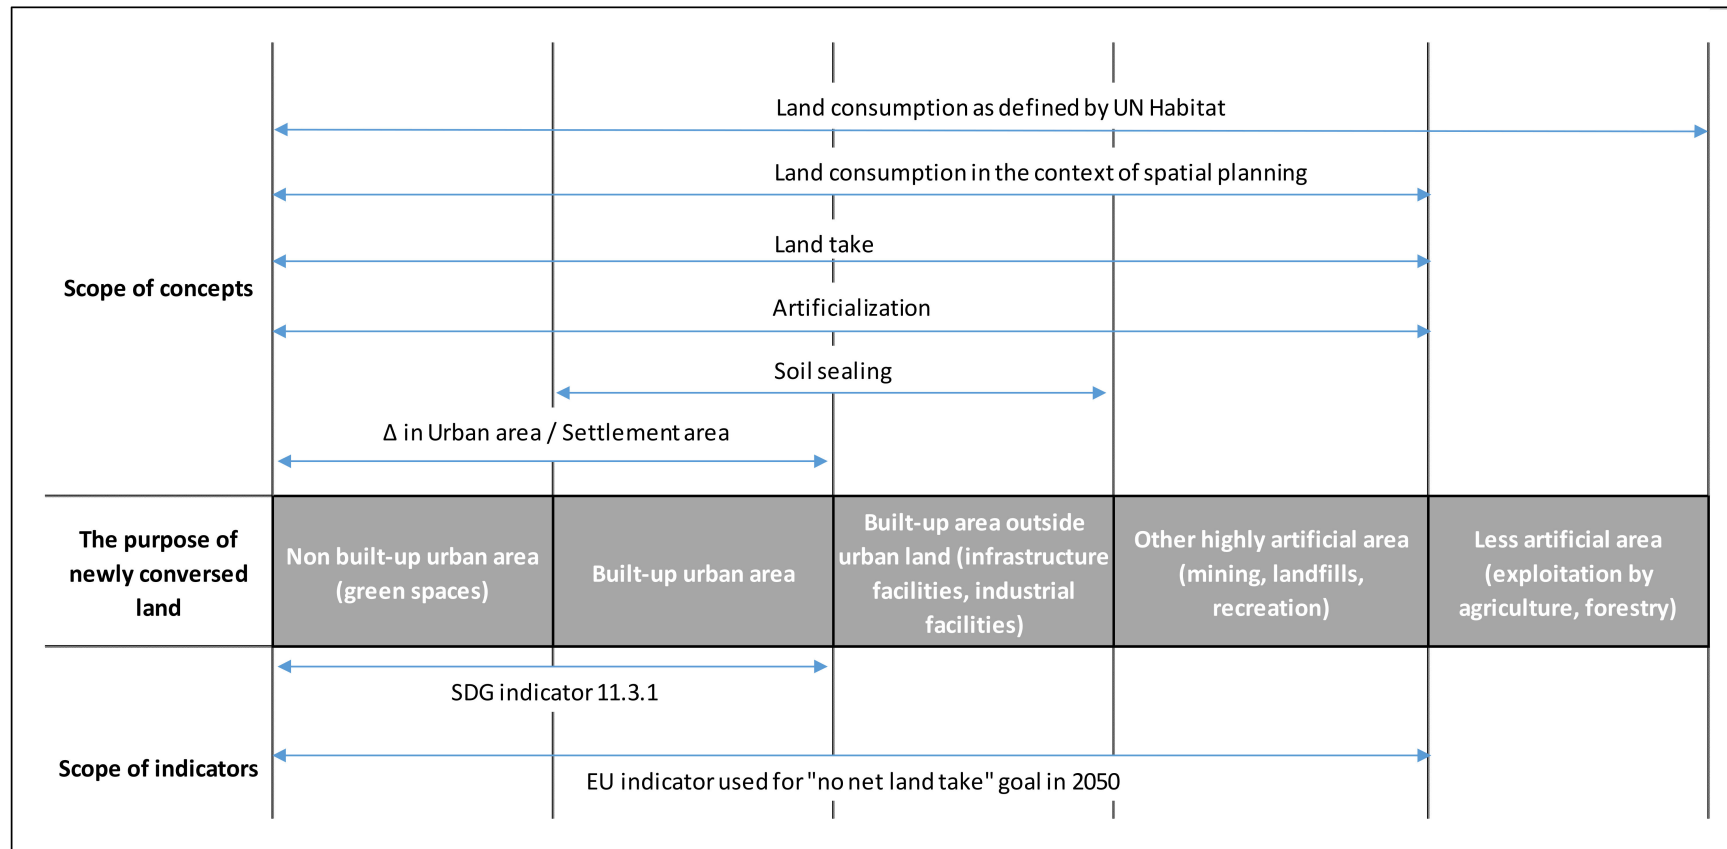 Land consumption as defined by UN Habitat
Land consumption in the context of spatial planning
Land take
Scope of concepts
Artificialization
Soil sealing
Δ in Urban area / Settlement area
The purpose of
newly conversed
land
Non built-up urban area
(green spaces)
Built-up urban area
Built-up area outside
urban land (infrastructure
facilities, industrial
facilities)
Other highly artificial area
(mining, landfills,
recreation)
Less artificial area
(exploitation by
agriculture, forestry)
SDG indicator 11.3.1
Scope of indicators
EU indicator used for "no net land take" goal in 2050